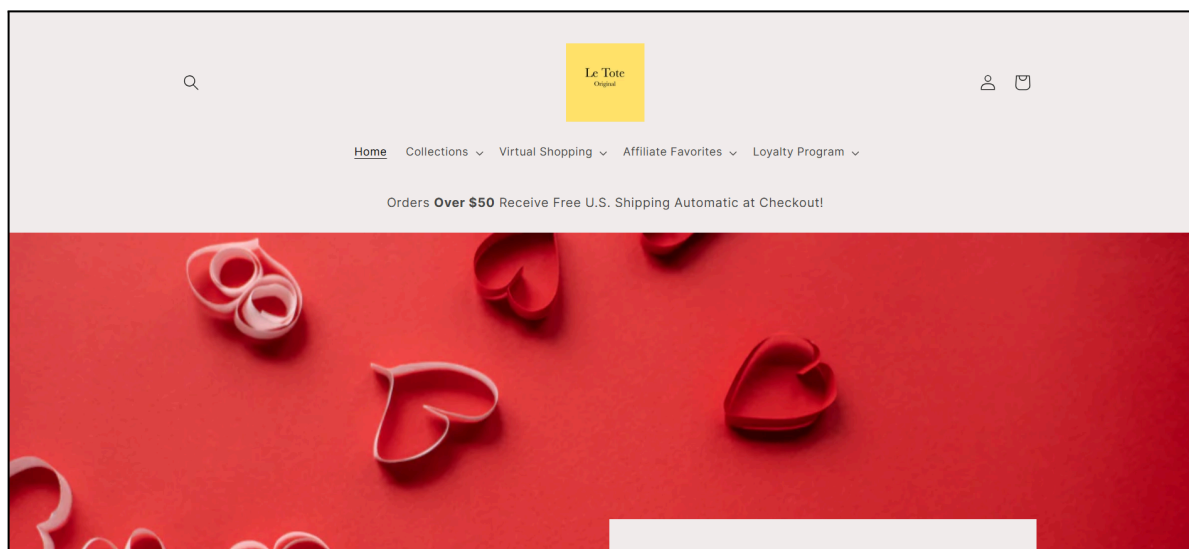 Le Tote
Original
Home Collections Virtual Shopping Affiliate Favorites Loyalty Program
Orders Over $50 Receive Free U.S. Shipping Automatic at Checkout!